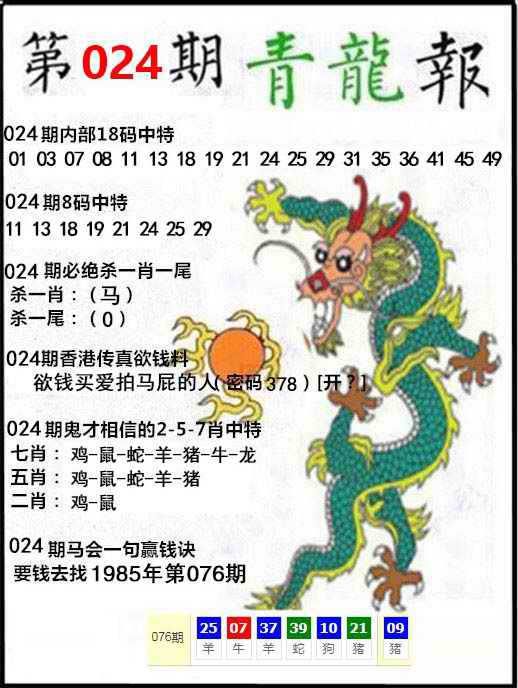 第024期青龍報
024期内部18码中特
01 03 07 08 11 13 18 19 21 24 25 29 31 35 36 41 45 49
024期8码中特
11 13 18 19 21 24 25 29
024期必绝杀一肖一尾
杀一肖：（马）
杀一尾：（0）
024期香港传真欲钱料
欲钱买爱拍马屁的人(密码378）[开？]
024期鬼才相信的2-5-7肖中特
七肖：鸡-鼠-蛇-羊-猪-牛-龙
五肖：鸡-鼠-蛇-羊-猪
二肖：鸡-鼠
024期马会一句赢钱诀
要钱去找1985年第076期
076期 25 07 37 39 10 21 09
羊 牛 羊 蛇 狗 猪 猪